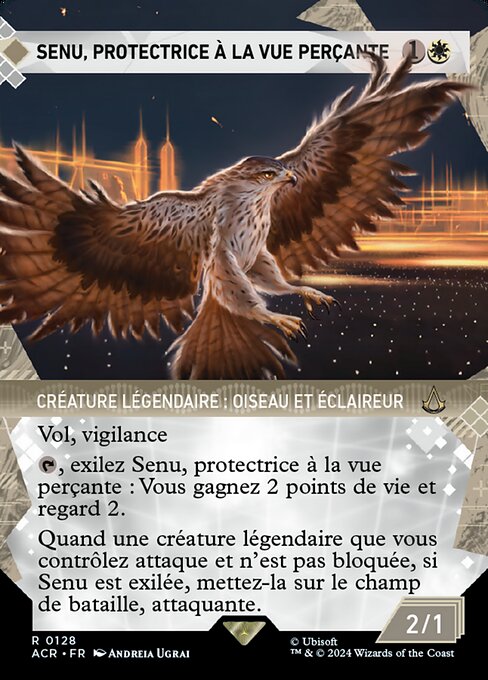 SENU, PROTECTRICE À LA VUE PERÇANTE 1
CRÉATURE LÉGENDAIRE : OISEAU ET ÉCLAIREUR
Vol, vigilance
, exilez Senu, protectrice à la vue
perçante : Vous gagnez 2 points de vie et
regard 2.
Quand une créature légendaire que vous
contrôlez attaque et n'est pas bloquée, si
Senu est exilée, mettez-la sur le champ
de bataille, attaquante.
2/1
R 0128
ACR • FR ANDREIA UGRAI
© Ubisoft
™ & © 2024 Wizards of the Coast